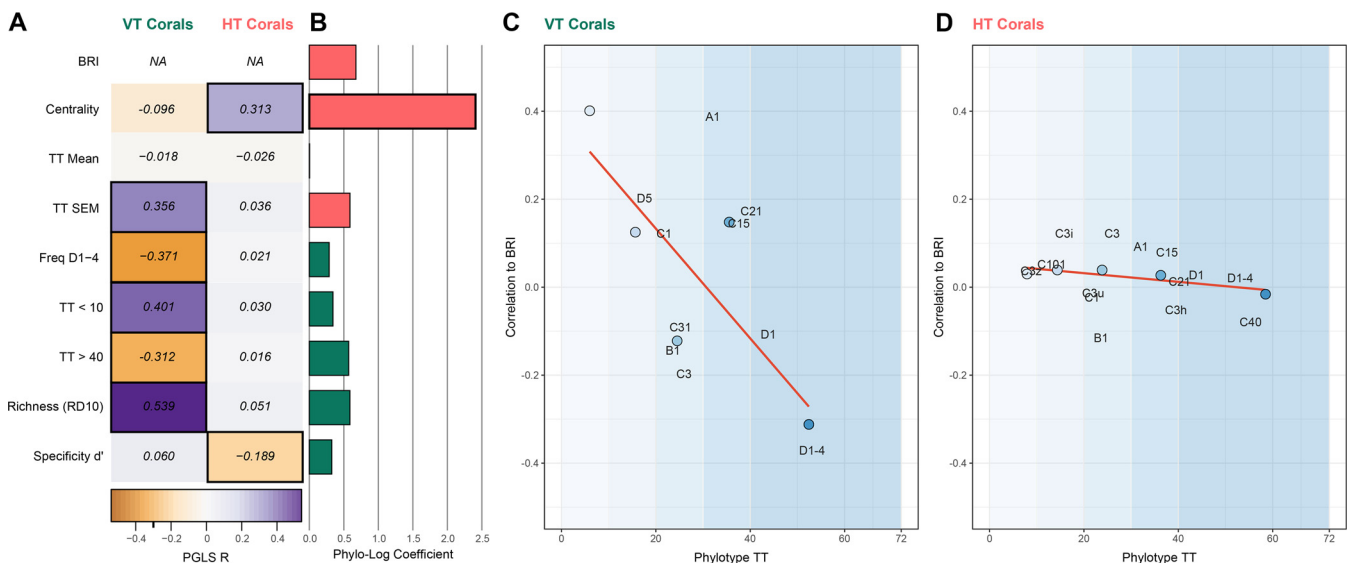 A
VT Corals
HT Corals
B
C
VT Corals
D
HT Corals
BRI
NA
NA
Centrality
-0.096
0.313
TT Mean
−0.018
−0.026
TT SEM
0.356
0.036
Freq D1−4
−0.371
0.021
TT < 10
0.401
0.030
TT > 40
-0.312
0.016
Richness (RD10)
0.539
0.051
Specificity d'
0.060
−0.189
−0.4
−0.2
0
0.2
0.4
PGLS R
0.0
0.5
1.0
1.5
2.0
2.5
Phylo-Log Coefficient
Correlation to BRI
0.4
0.2
0.0
-0.2
-0.4
A1
D5
C21
C15
C1
C31
B1
C3
D1
D1-4
0
20
40
60
72
Phylotype TT
Correlation to BRI
0.4
0.2
0.0
-0.2
-0.4
C3i
C3
A1
C15
C101
C32
D1
C21
D1-4
C3u
C1
C3h
C40
B1
0
20
40
60
72
Phylotype TT